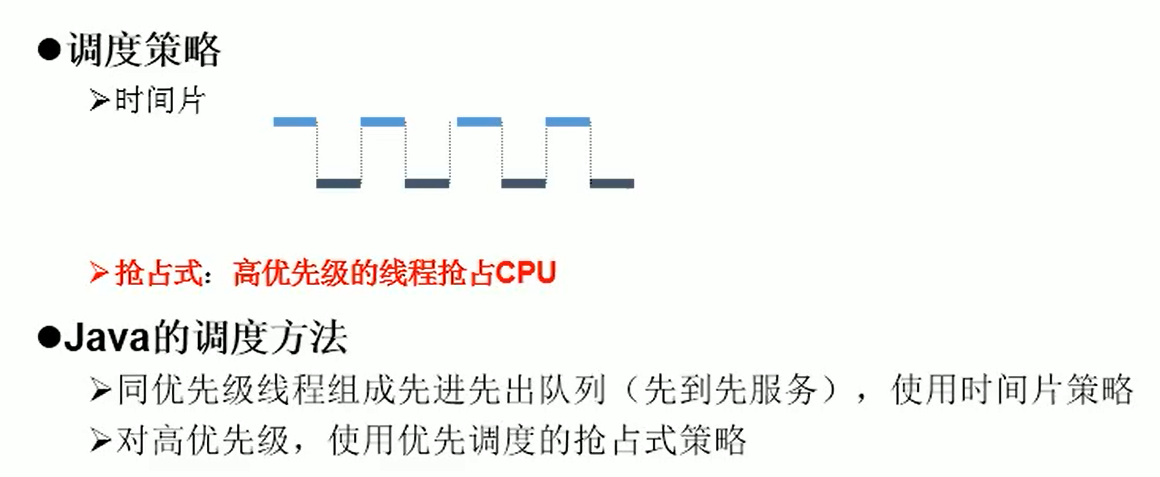 ●调度策略
➢时间片
➢抢占式：高优先级的线程抢占CPU
●Java的调度方法
➢同优先级线程组成先进先出队列（先到先服务），使用时间片策略
➢对高优先级，使用优先调度的抢占式策略